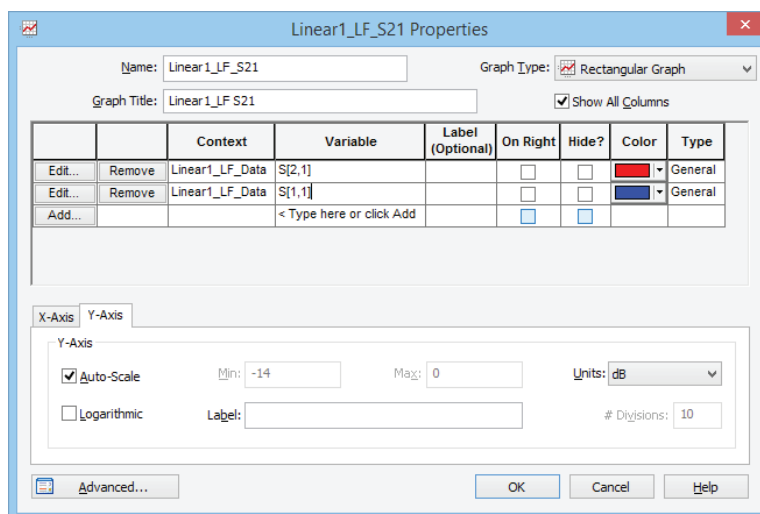 Linear1_LF_S21 Properties
Name: Linear1_LF_S21 Graph Type: Rectangular Graph
Graph Title: Linear1_LF S21 Show All Columns
Context Variable Label (Optional) On Right Hide? Color Type
Edit... Remove Linear1_LF_Data S[2,1] General
Edit... Remove Linear1_LF_Data S[1,1] General
Add... < Type here or click Add
X-Axis Y-Axis
Y-Axis
Auto-Scale Min: -14 Max: 0 Units: dB
Logarithmic Label: # Divisions: 10
Advanced... OK Cancel Help